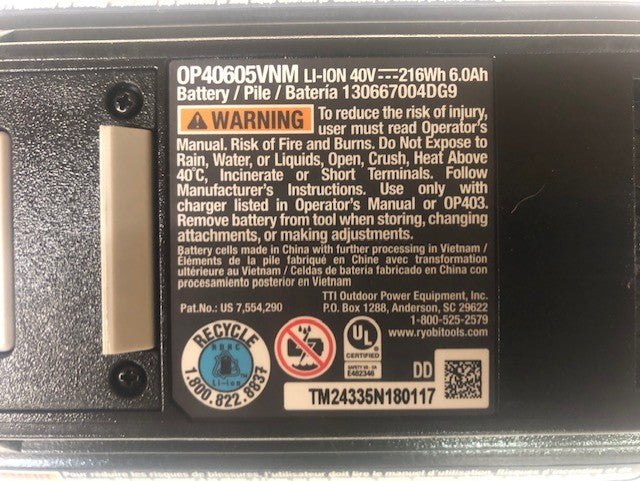 OP40605VNM LI-ION 40V⎓216Wh 6.0Ah
Battery / Pile / Batería 130667004DG9
WARNING To reduce the risk of injury,
user must read Operator's
Manual. Risk of Fire and Burns. Do Not Expose to
Rain, Water, or Liquids, Open, Crush, Heat Above
40°C, Incinerate or Short Terminals. Follow
Manufacturer's Instructions. Use only with
charger listed in Operator's Manual or OP403.
Remove battery from tool when storing, changing
attachments, or making adjustments.
Battery cells made in China with further processing in Vietnam /
Éléments de la pile fabriqué en Chine avec transformation
ultérieure au Vietnam / Celdas de batería fabricado en China con
procesamiento posterior en Vietnam
TTI Outdoor Power Equipment, Inc.
Pat.No.: US 7,554,290 P.O. Box 1288, Anderson, SC 29622
1-800-525-2579
www.ryobitools.com
RECYCLE
RBRC
Li-ion
1.800.822.8837
UL
CERTIFIED
SAFETY US - CA
E482346
DD
TM24335N180117